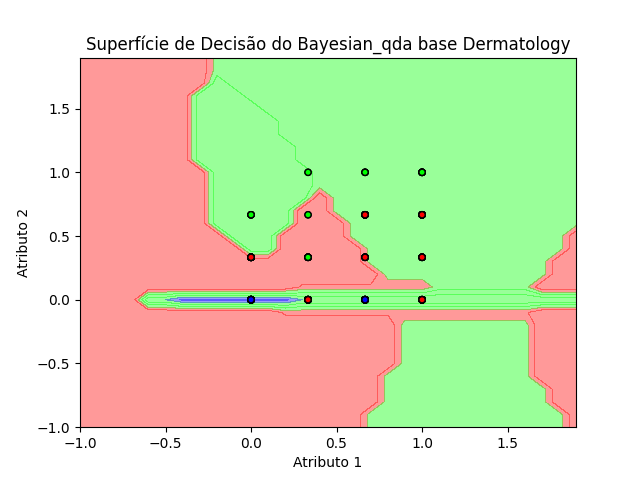 Superfície de Decisão do Bayesian_qda base Dermatology
Atributo 2
1.5
1.0
0.5
0.0
−0.5
−1.0
−1.0 −0.5 0.0 0.5 1.0 1.5
Atributo 1